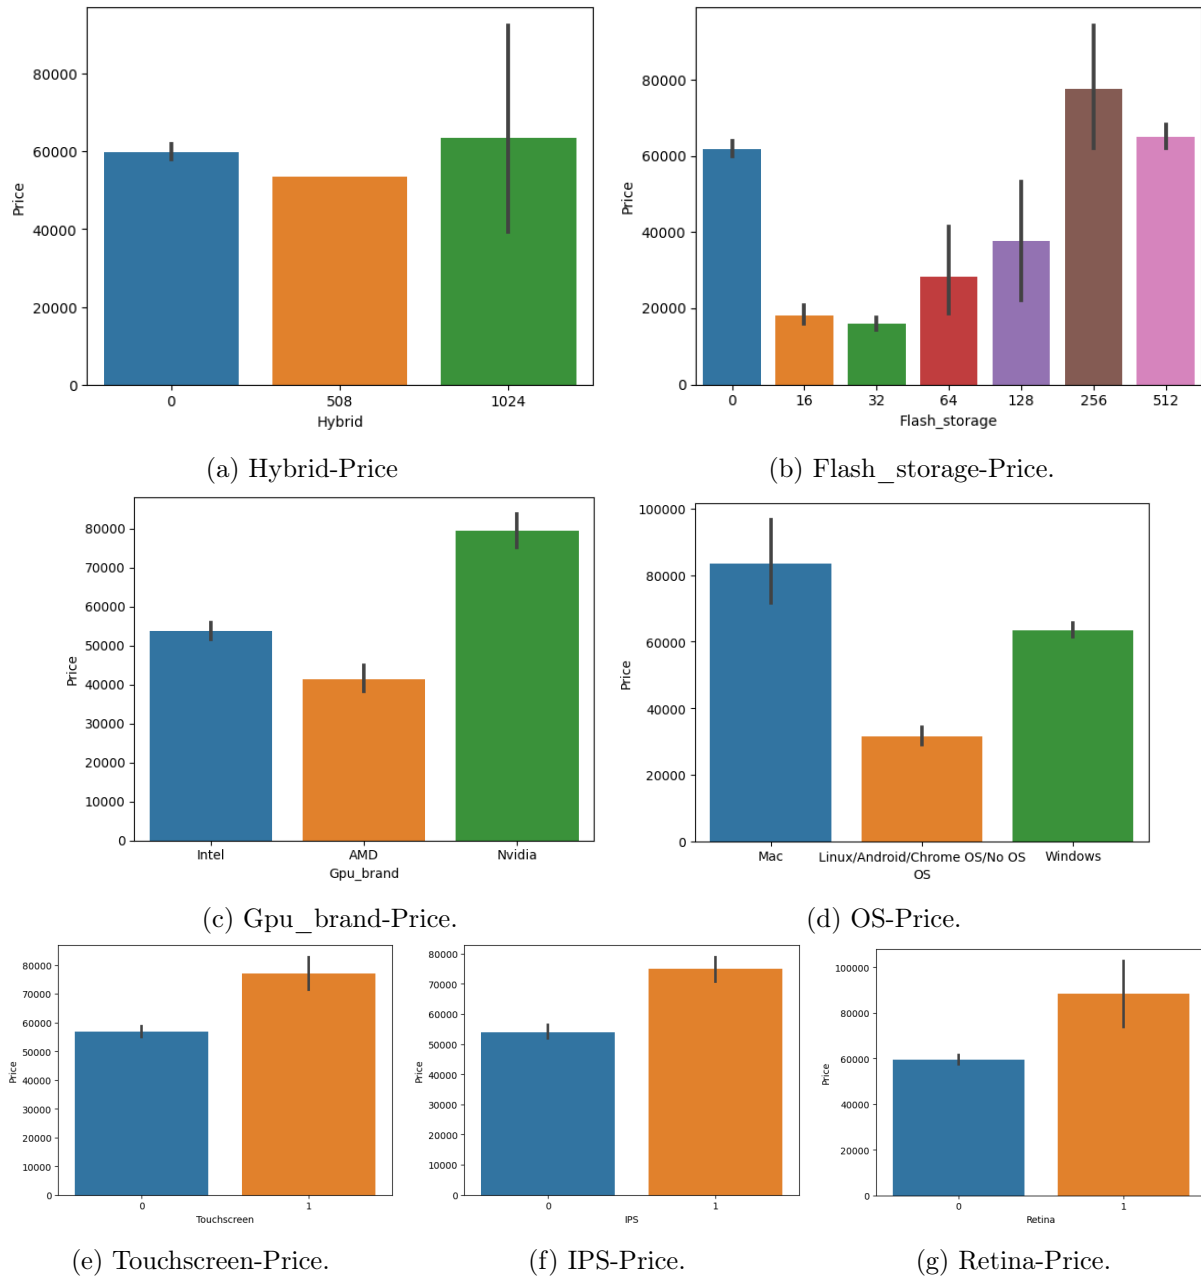 80000
60000
40000
20000
0
Price
0 508 1024
Hybrid
(a) Hybrid-Price
80000
60000
40000
20000
0
Price
0 16 32 64 128 256 512
Flash_storage
(b) Flash_storage-Price.
80000
70000
60000
50000
40000
30000
20000
10000
0
Price
Intel AMD Nvidia
Gpu_brand
(c) Gpu_brand-Price.
100000
80000
60000
40000
20000
0
Price
Mac Linux/Android/Chrome OS/No OS Windows
OS
(d) OS-Price.
80000
70000
60000
50000
40000
30000
20000
10000
0
Price
0 1
Touchscreen
(e) Touchscreen-Price.
80000
70000
60000
50000
40000
30000
20000
10000
0
Price
0 1
IPS
(f) IPS-Price.
100000
80000
60000
40000
20000
0
Price
0 1
Retina
(g) Retina-Price.